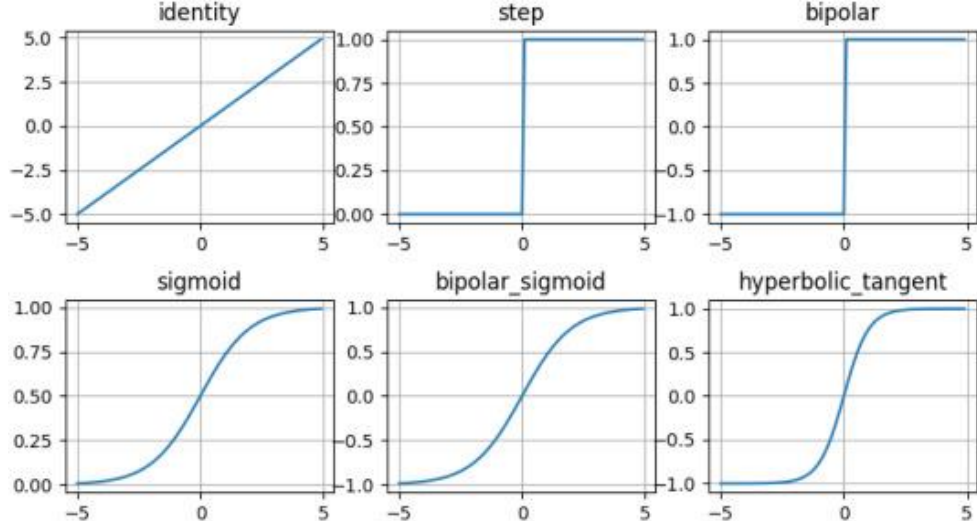 identity step bipolar
5.0 1.00 1.0
2.5 0.75 0.5
0.0 0.50 0.0
−2.5 0.25 −0.5
−5.0 0.00 −1.0
−5 0 5 −5 0 5 −5 0 5
sigmoid bipolar_sigmoid hyperbolic_tangent
1.00 1.0 1.0
0.75 0.5 0.5
0.50 0.0 0.0
0.25 −0.5 −0.5
0.00 −1.0 −1.0
−5 0 5 −5 0 5 −5 0 5